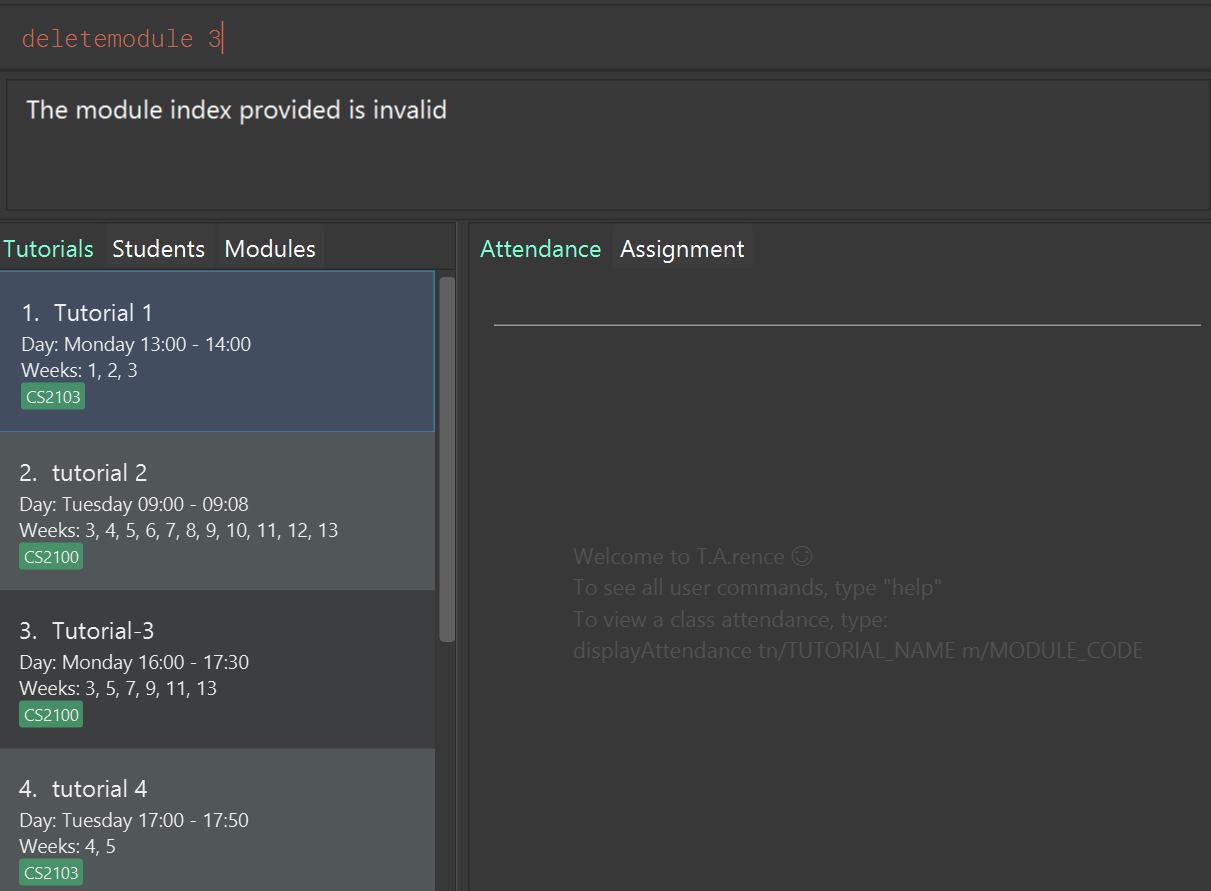 deletemodule 3
The module index provided is invalid
Tutorials Students Modules
1. Tutorial 1
Day: Monday 13:00 - 14:00
Weeks: 1, 2, 3
CS2103
2. tutorial 2
Day: Tuesday 09:00 - 09:08
Weeks: 3, 4, 5, 6, 7, 8, 9, 10, 11, 12, 13
CS2100
3. Tutorial-3
Day: Monday 16:00 - 17:30
Weeks: 3, 5, 7, 9, 11, 13
CS2100
4. tutorial 4
Day: Tuesday 17:00 - 17:50
Weeks: 4, 5
CS2103
Attendance Assignment
Welcome to T.A.rence 😊
To see all user commands, type "help"
To view a class attendance, type:
displayAttendance tn/TUTORIAL_NAME m/MODULE_CODE